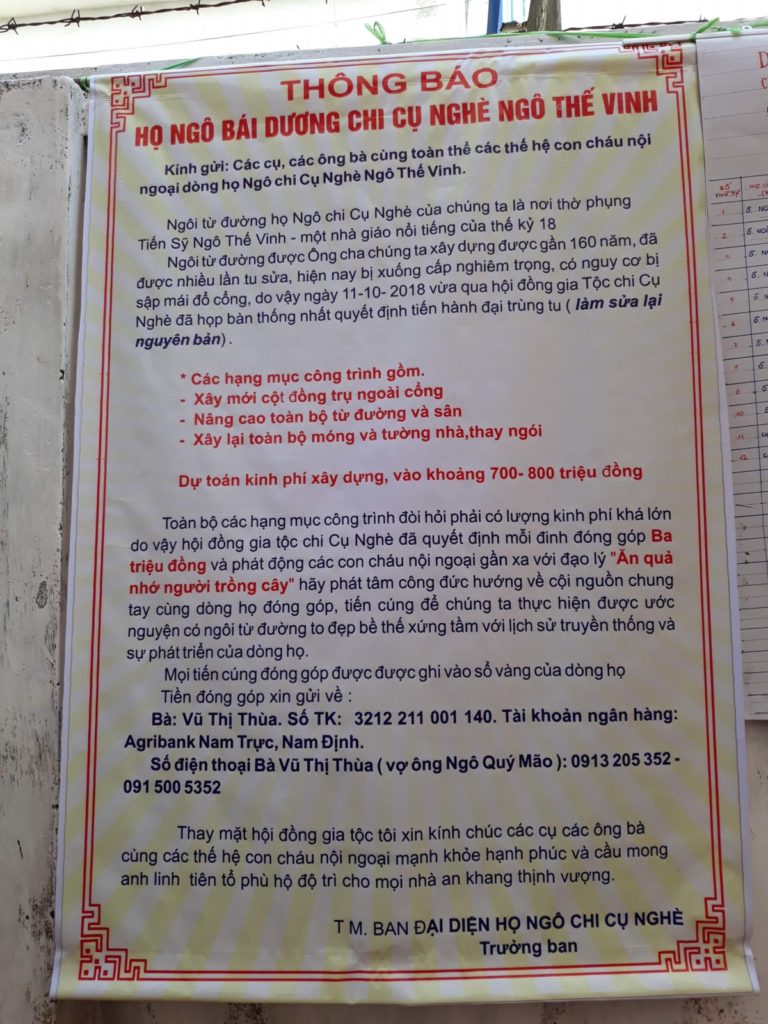 THÔNG BÁO
HỌ NGÔ BÁI DƯƠNG CHI CỤ NGHÈ NGÔ THẾ VINH
Kính gửi: Các cụ, các ông bà cùng toàn thể các thế hệ con cháu nội
ngoại dòng họ Ngô chi Cụ Nghè Ngô Thế Vinh.
Ngôi từ đường họ Ngô chi Cụ Nghè của chúng ta là nơi thờ phụng
Tiến Sỹ Ngô Thế Vinh - một nhà giáo nổi tiếng của thế kỷ 18
Ngôi từ đường được Ông cha chúng ta xây dựng được gần 160 năm, đã
được nhiều lần tu sửa, hiện nay bị xuống cấp nghiêm trọng, có nguy cơ bị
sập mái đổ cổng, do vậy ngày 11-10- 2018 vừa qua hội đồng gia Tộc chi Cụ
Nghè đã họp bàn thống nhất quyết định tiến hành đại trùng tu ( làm sửa lại
nguyên bản) .
* Các hạng mục công trình gồm.
- Xây mới cột đồng trụ ngoài cổng
- Nâng cao toàn bộ từ đường và sân
- Xây lại toàn bộ móng và tường nhà,thay ngói
Dự toán kinh phí xây dựng, vào khoảng 700- 800 triệu đồng
Toàn bộ các hạng mục công trình đòi hỏi phải có lượng kinh phí khá lớn
do vậy hội đồng gia tộc chi Cụ Nghè đã quyết định mỗi đinh đóng góp Ba
triệu đồng và phát động các con cháu nội ngoại gần xa với đạo lý "Ăn quả
nhớ người trồng cây" hãy phát tâm công đức hướng về cội nguồn chung
tay cùng dòng họ đóng góp, tiến cúng để chúng ta thực hiện được ước
nguyện có ngôi từ đường to đẹp bề thế xứng tầm với lịch sử truyền thống và
sự phát triển của dòng họ.
Mọi tiến cúng đóng góp được được ghi vào sổ vàng của dòng họ
Tiền đóng góp xin gửi về :
Bà: Vũ Thị Thùa. Số TK: 3212 211 001 140. Tài khoản ngân hàng:
Agribank Nam Trực, Nam Định.
Số điện thoại Bà Vũ Thị Thùa ( vợ ông Ngô Quý Mão ): 0913 205 352 -
091 500 5352
Thay mặt hội đồng gia tộc tôi xin kính chúc các cụ các ông bà
cùng các thế hệ con cháu nội ngoại mạnh khỏe hạnh phúc và cầu mong
anh linh tiên tổ phù hộ độ trì cho mọi nhà an khang thịnh vượng.
T M. BAN ĐẠI DIỆN HỌ NGÔ CHI CỤ NGHÈ
Trưởng ban